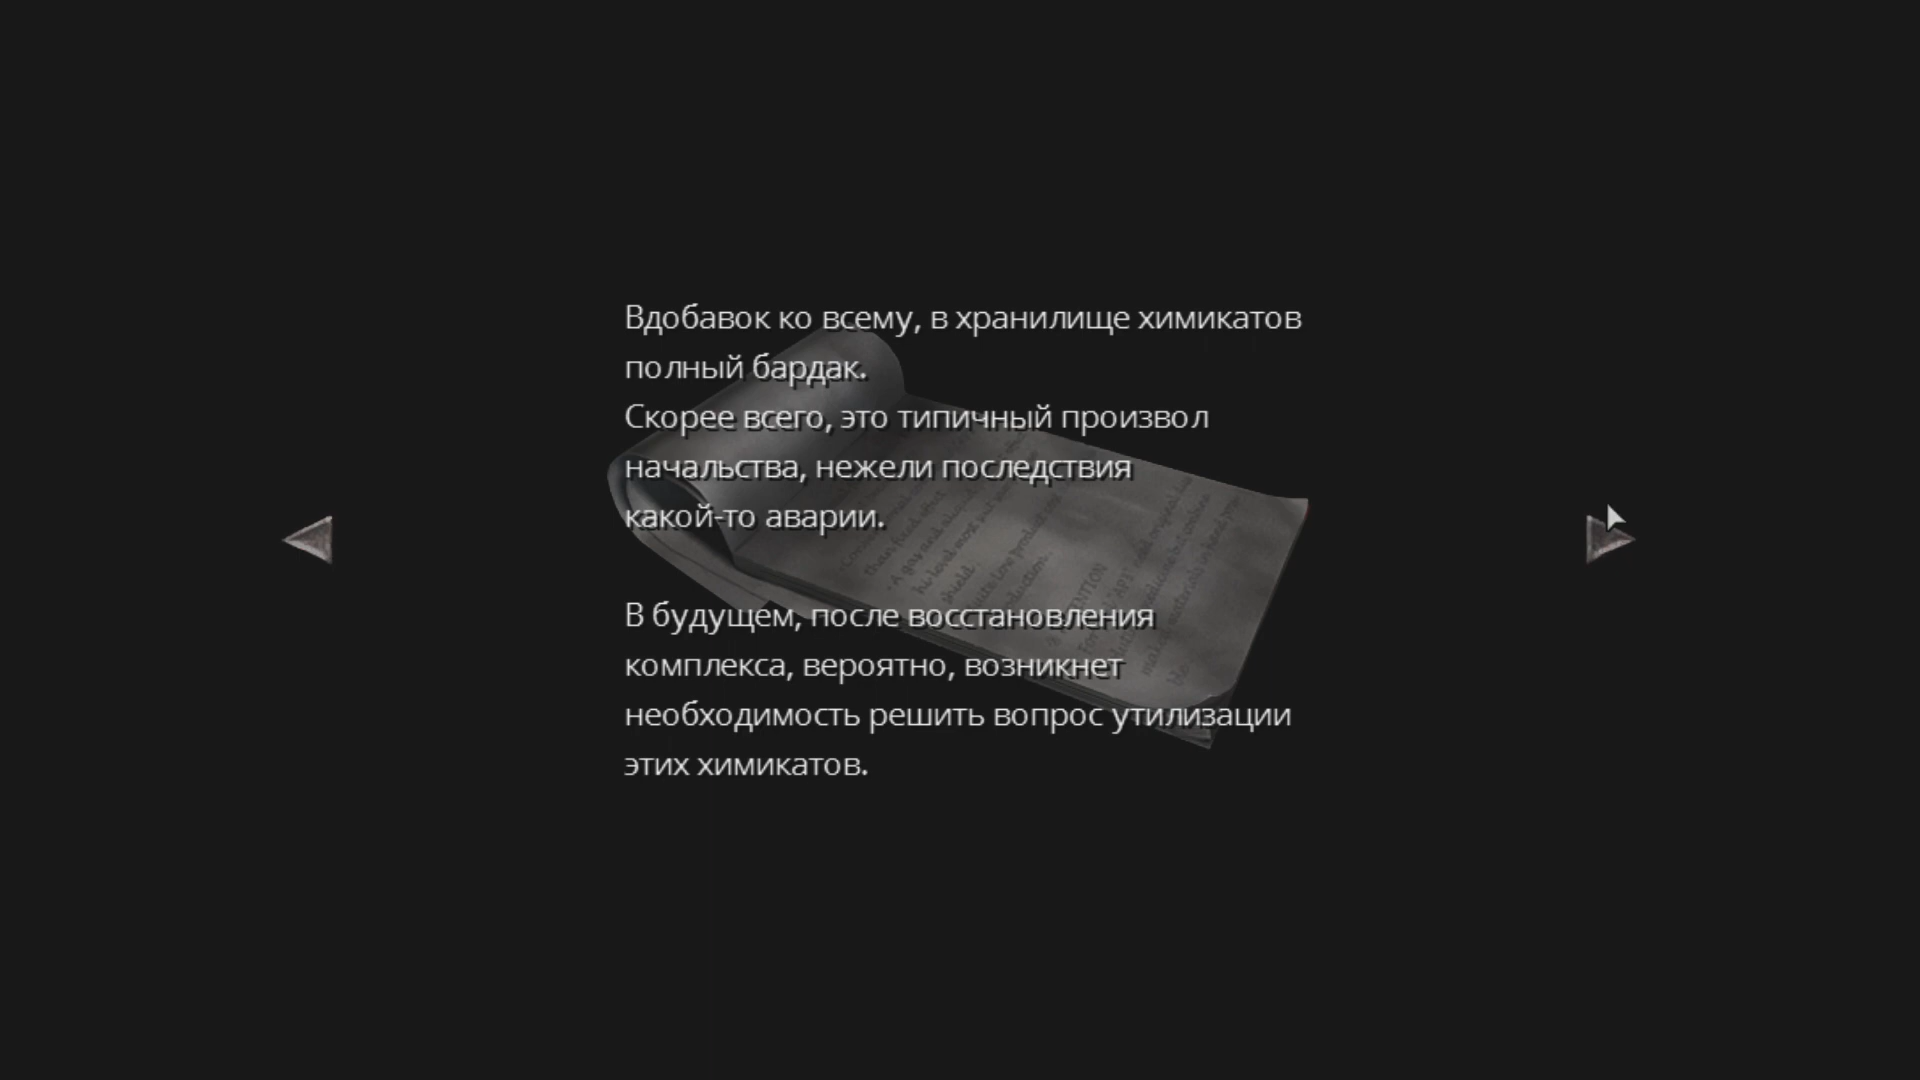 Вдобавок ко всему, в хранилище химикатов
полный бардак.
Скорее всего, это типичный произвол
начальства, нежели последствия
какой-то аварии.
В будущем, после восстановления
комплекса, вероятно, возникнет
необходимость решить вопрос утилизации
этих химикатов.